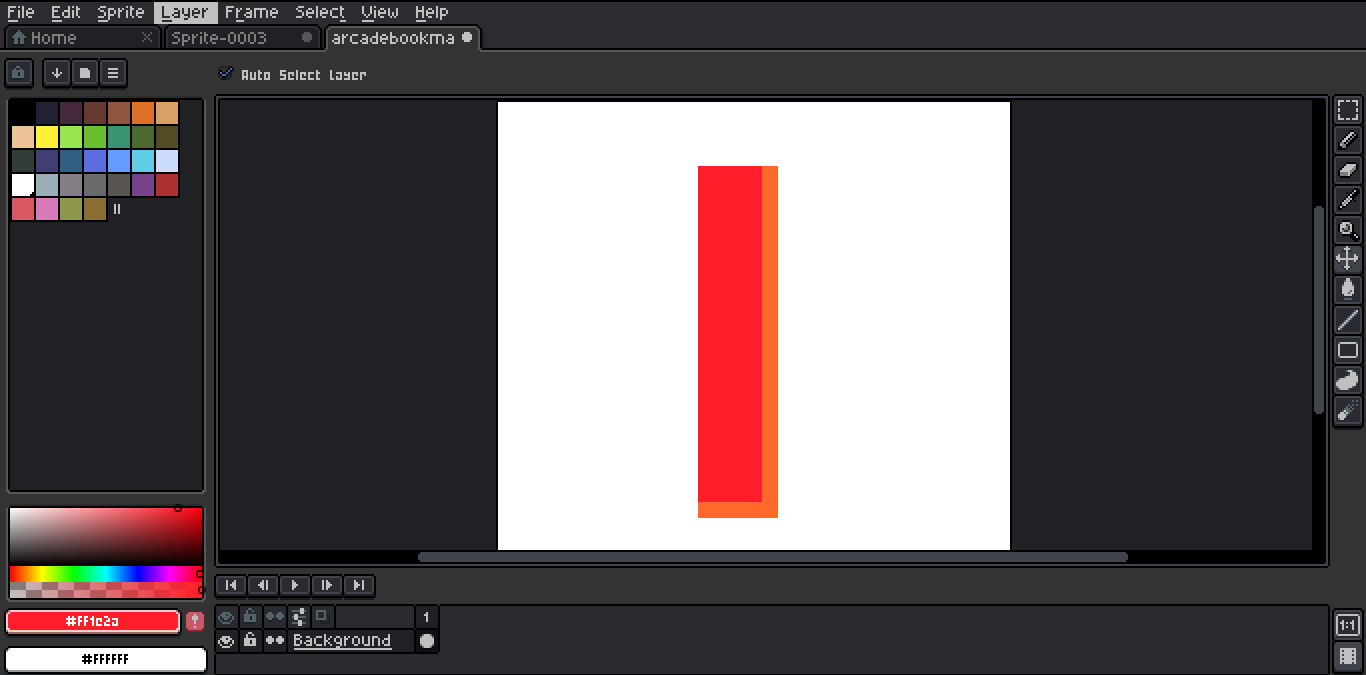 File Edit Sprite Layer Frame Select View Help
Home Sprite-0003 arcadebookma
Auto Select Layer
#ff1c2a
1
Background
#FFFFFF
1:1